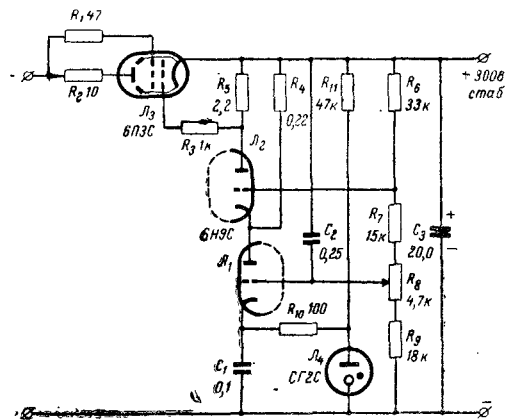 R1 47
R2 10
Л3
6П3С
R3 1к
R5
2,2
R4
0,22
R11
47к
R6
33к
+300В
стаб
Л2
6Н9С
Л1
C2
0,25
R7
15к
C3
20,0
+
−
R8
4,7к
R10 100
R9
18к
C1
0,1
Л4
СГ2С